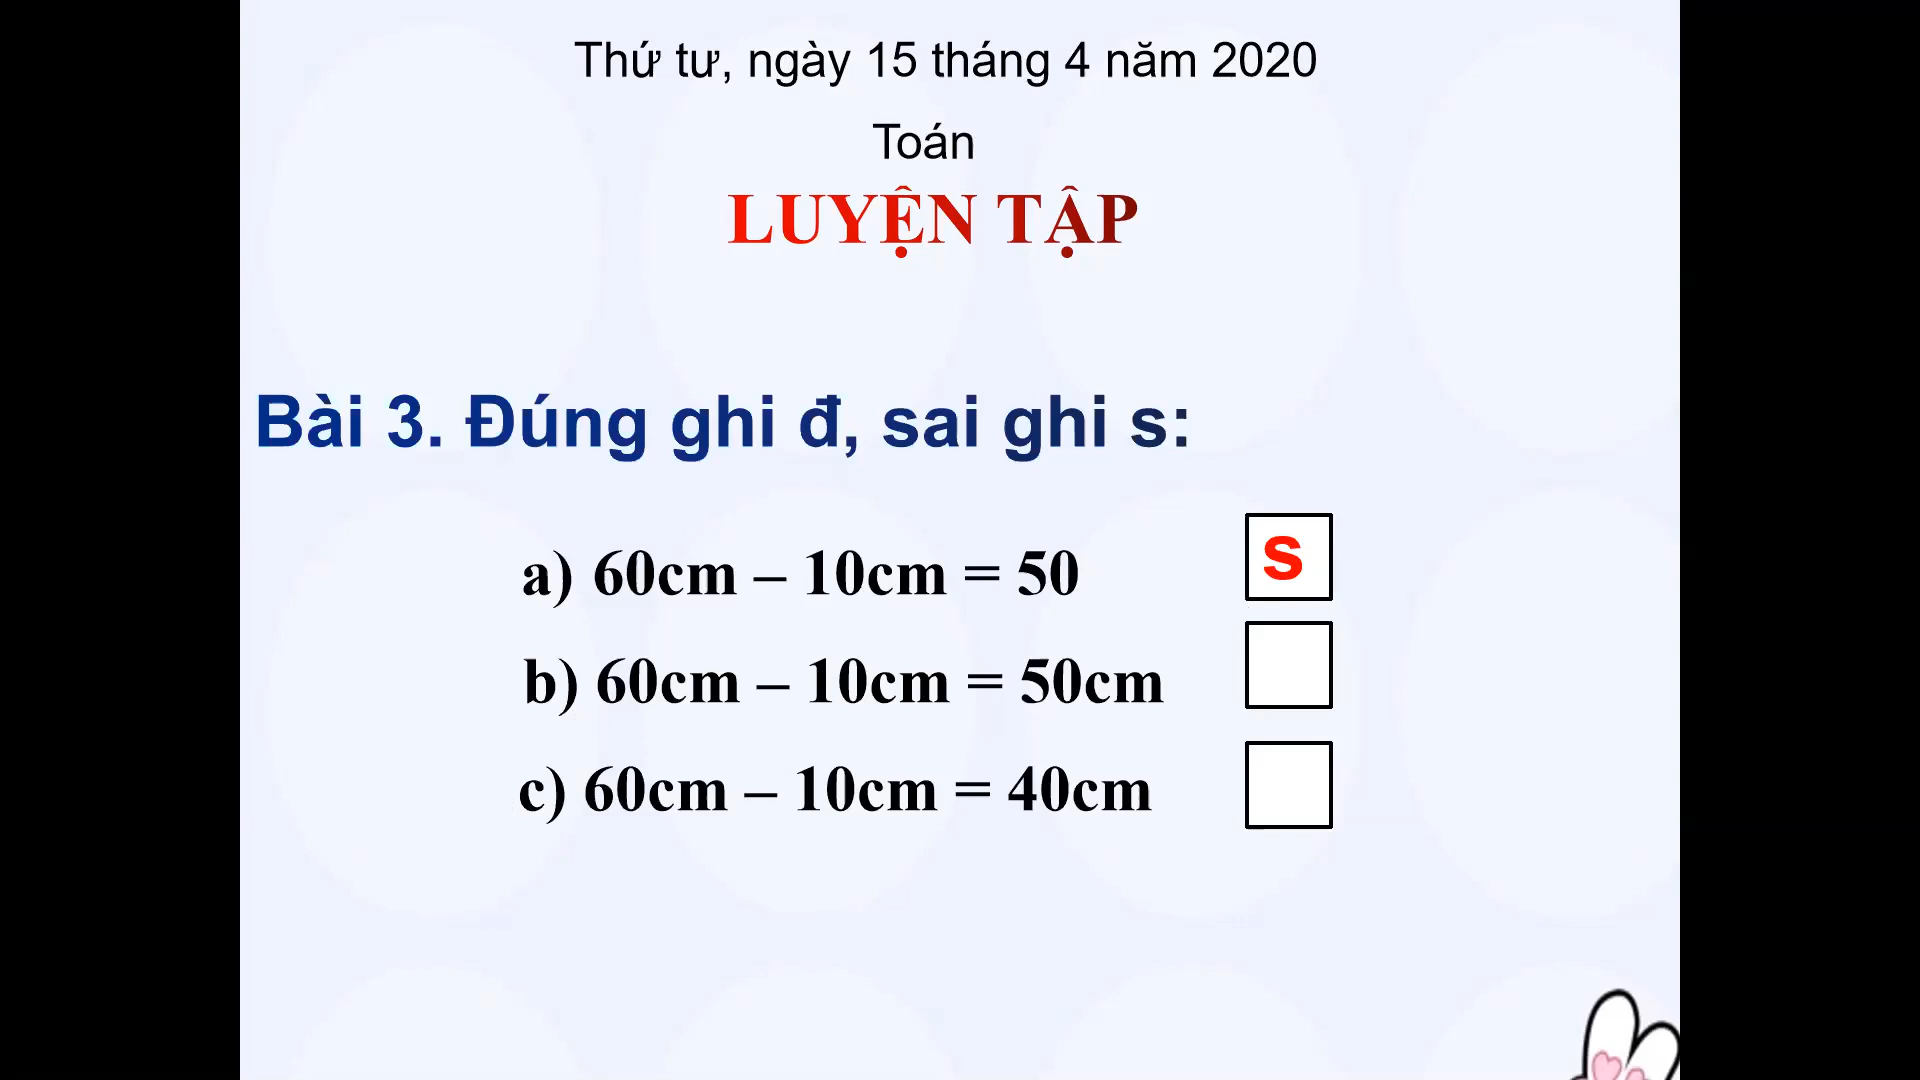 Thứ tư, ngày 15 tháng 4 năm 2020
Toán
LUYỆN TẬP
Bài 3. Đúng ghi đ, sai ghi s:
a) 60cm – 10cm = 50 s
b) 60cm – 10cm = 50cm
c) 60cm – 10cm = 40cm